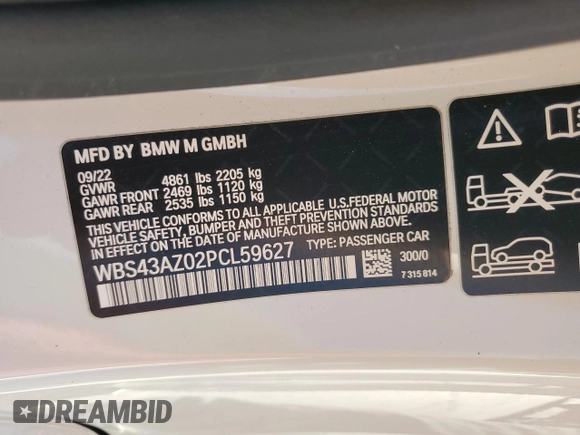 MFD BY BMW M GMBH
09/22
GVWR 4861 lbs 2205 kg
GAWR FRONT 2469 lbs 1120 kg
GAWR REAR 2535 lbs 1150 kg
THIS VEHICLE CONFORMS TO ALL APPLICABLE U.S.FEDERAL MOTOR
VEHICLE SAFETY, BUMPER, AND THEFT PREVENTION STANDARDS
IN EFFECT ON THE DATE OF MANUFACTURE SHOWN ABOVE.
WBS43AZ02PCL59627 TYPE: PASSENGER CAR
300/0
7 315 814
DREAMBID
DREAMBID